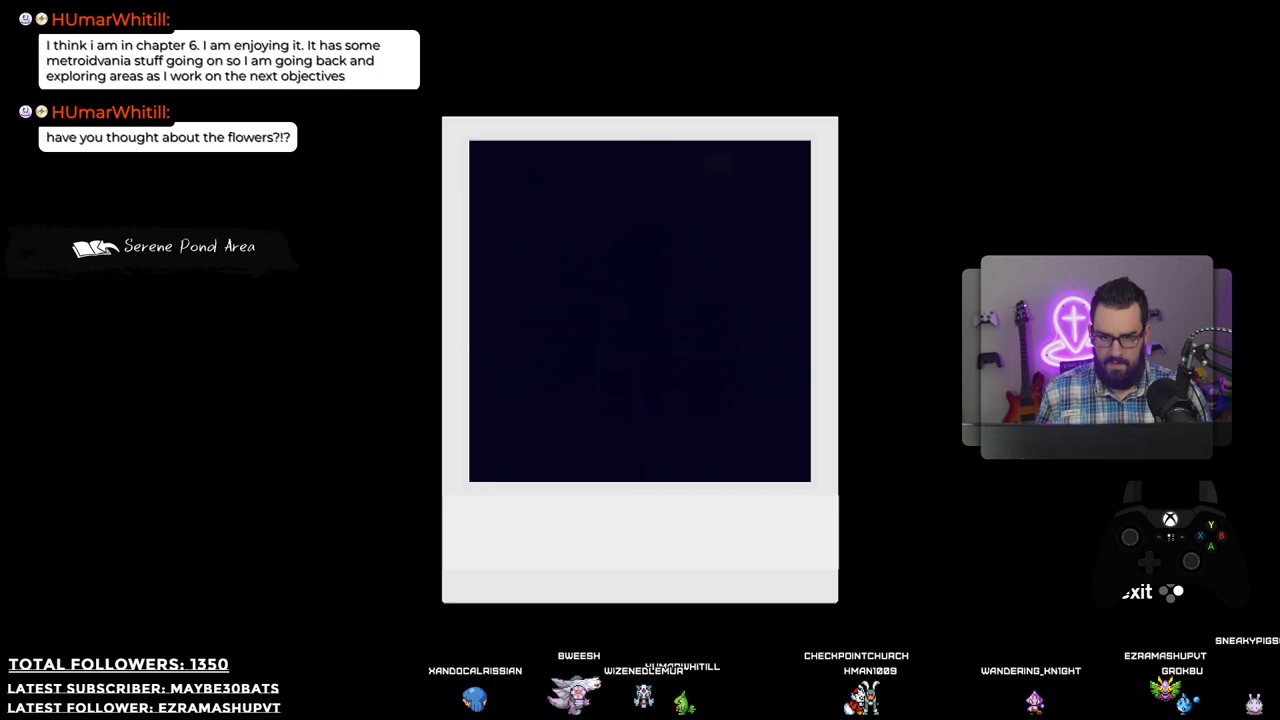 HUmarWhitill:
I think i am in chapter 6. I am enjoying it. It has some
metroidvania stuff going on so I am going back and
exploring areas as I work on the next objectives
HUmarWhitill:
have you thought about the flowers?!?
Serene Pond Area
Y
X
B
A
exit
SNEAKYPIGS
BWEESH
CHECKPOINTCHURCH
EZRAMASHUPVT
TOTAL FOLLOWERS: 1350
HUMARWHITILL
XANDOCALRISSIAN
WIZENEDLEMUR
HMAN1009
WANDERING_KN1GHT
GROKBU
LATEST SUBSCRIBER: MAYBE30BATS
LATEST FOLLOWER: EZRAMASHUPVT